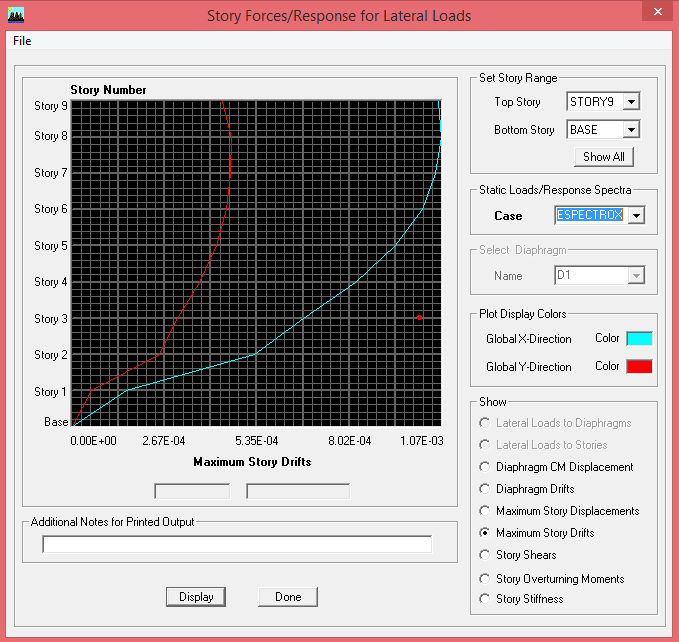 Story Forces/Response for Lateral Loads
File
Story Number
Story 9
Story 8
Story 7
Story 6
Story 5
Story 4
Story 3
Story 2
Story 1
Base
0.00E+00 2.67E-04 5.35E-04 8.02E-04 1.07E-03
Maximum Story Drifts
Additional Notes for Printed Output
Display Done
Set Story Range
Top Story STORY9
Bottom Story BASE
Show All
Static Loads/Response Spectra
Case ESPECTROX
Select Diaphragm
Name D1
Plot Display Colors
Global X-Direction Color
Global Y-Direction Color
Show
Lateral Loads to Diaphragms
Lateral Loads to Stories
Diaphragm CM Displacement
Diaphragm Drifts
Maximum Story Displacements
Maximum Story Drifts
Story Shears
Story Overturning Moments
Story Stiffness